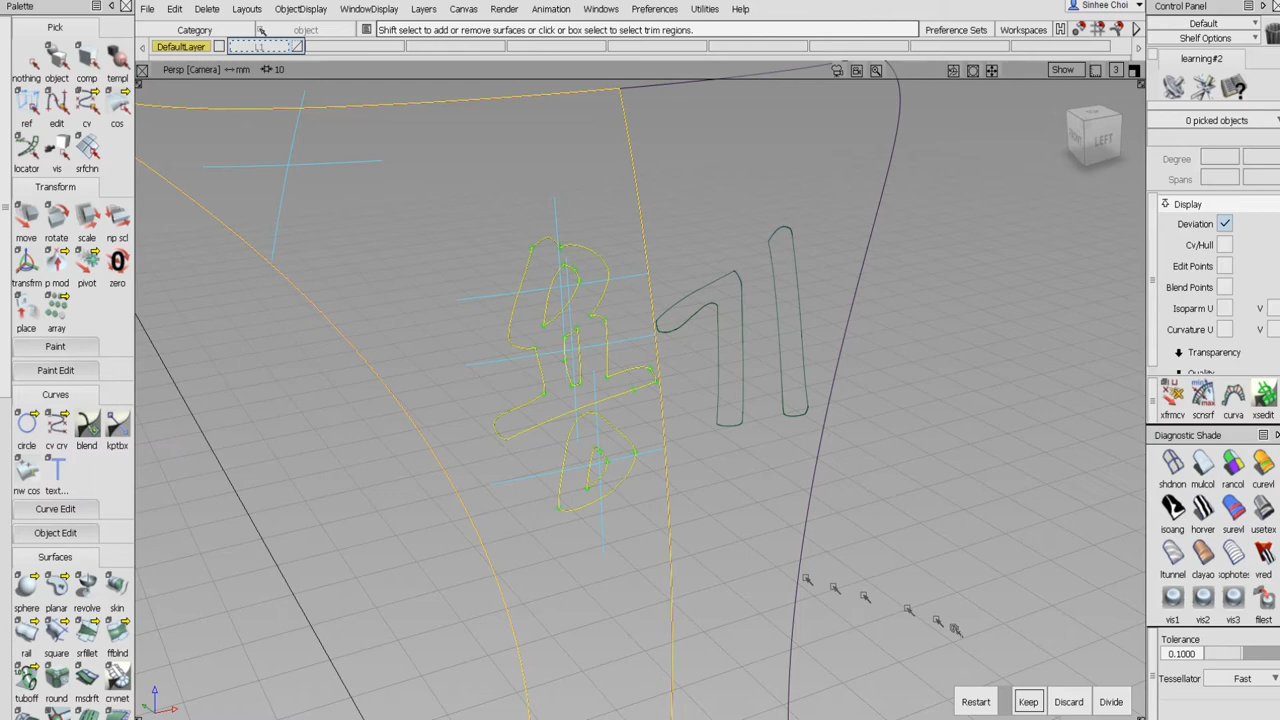 Palette
File Edit Delete Layouts ObjectDisplay WindowDisplay Layers Canvas Render Animation Windows Preferences Utilities Help
Sinhee Choi
Control Panel
Category object Shift select to add or remove surfaces or click or box select to select trim regions. Preference Sets Workspaces
Default
Shelf Options
DefaultLayer L1
Persp [Camera] mm 10 Show 3
learning#2
Pick
nothing object comp templ
ref edit cv cos
locator vis srfchn
0 picked objects
Degree
Spans
Transform
move rotate scale np scl
transfrm p mod pivot zero
place array
Display
Deviation
Cv/Hull
Edit Points
Blend Points
Isoparm U V
Curvature U V
Transparency
Paint
Paint Edit
Curves
circle cv crv blend kptbx
nw cos text...
Curve Edit
Object Edit
xfrmcv scnsrf curva xsedit
Diagnostic Shade
shdnon mulcol rancol curevl
isoang horver surevl usetex
ltunnel clayao isophote vred
vis1 vis2 vis3 filest
Surfaces
sphere planar revolve skin
rail square srfillet ffblnd
tuboff round msdrft crvnet
Tolerance
0.1000
Tessellator Fast
LEFT
FRONT
Restart Keep Discard Divide